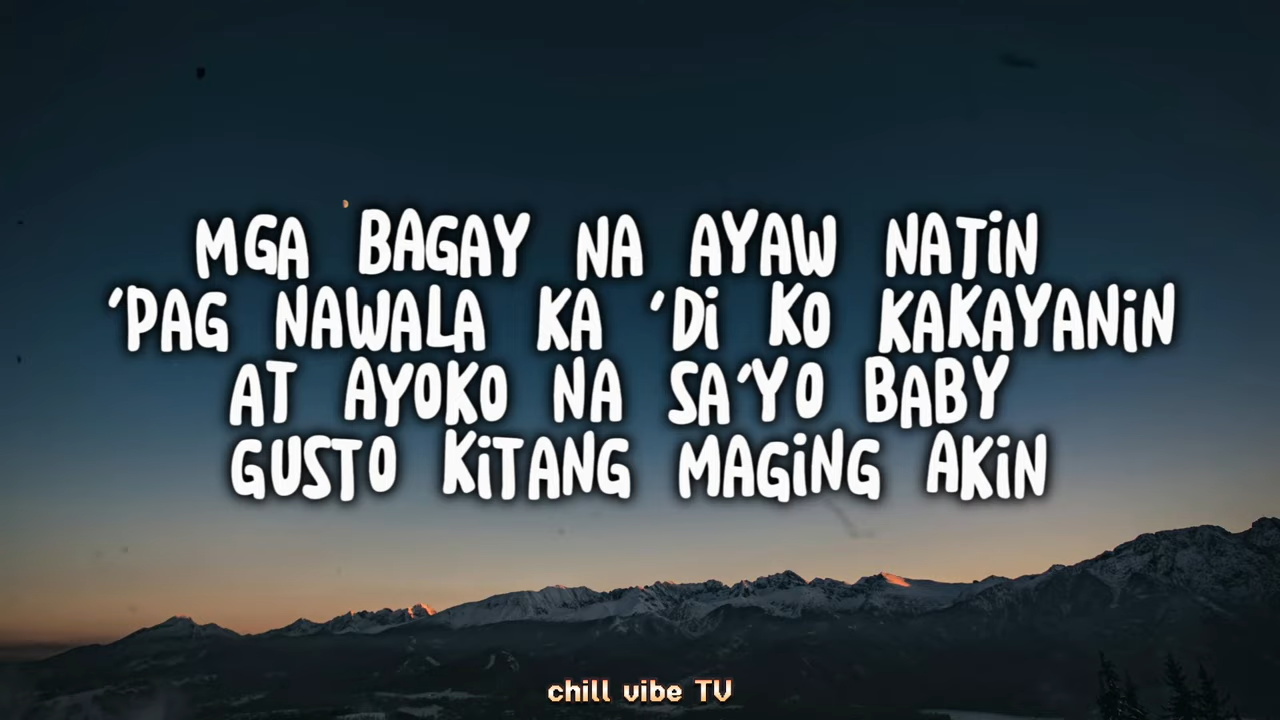 MGA BAGAY NA AYAW NATiN
'PAG NAWALA KA 'Di KO KAKAYANiN
AT AYOKO NA SA'YO BABY
GUSTO KiTANG MAGiNG AKiN
chill vibe TV